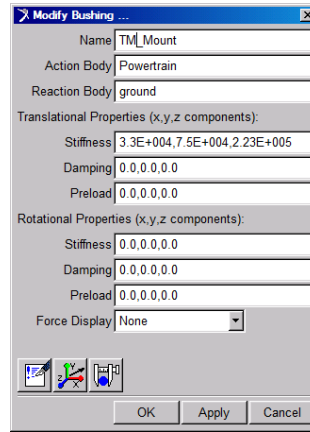 Modify Bushing ...
Name TM_Mount
Action Body Powertrain
Reaction Body ground
Translational Properties (x,y,z components):
Stiffness 3.3E+004,7.5E+004,2.23E+005
Damping 0.0,0.0,0.0
Preload 0.0,0.0,0.0
Rotational Properties (x,y,z components):
Stiffness 0.0,0.0,0.0
Damping 0.0,0.0,0.0
Preload 0.0,0.0,0.0
Force Display None
OK Apply Cancel